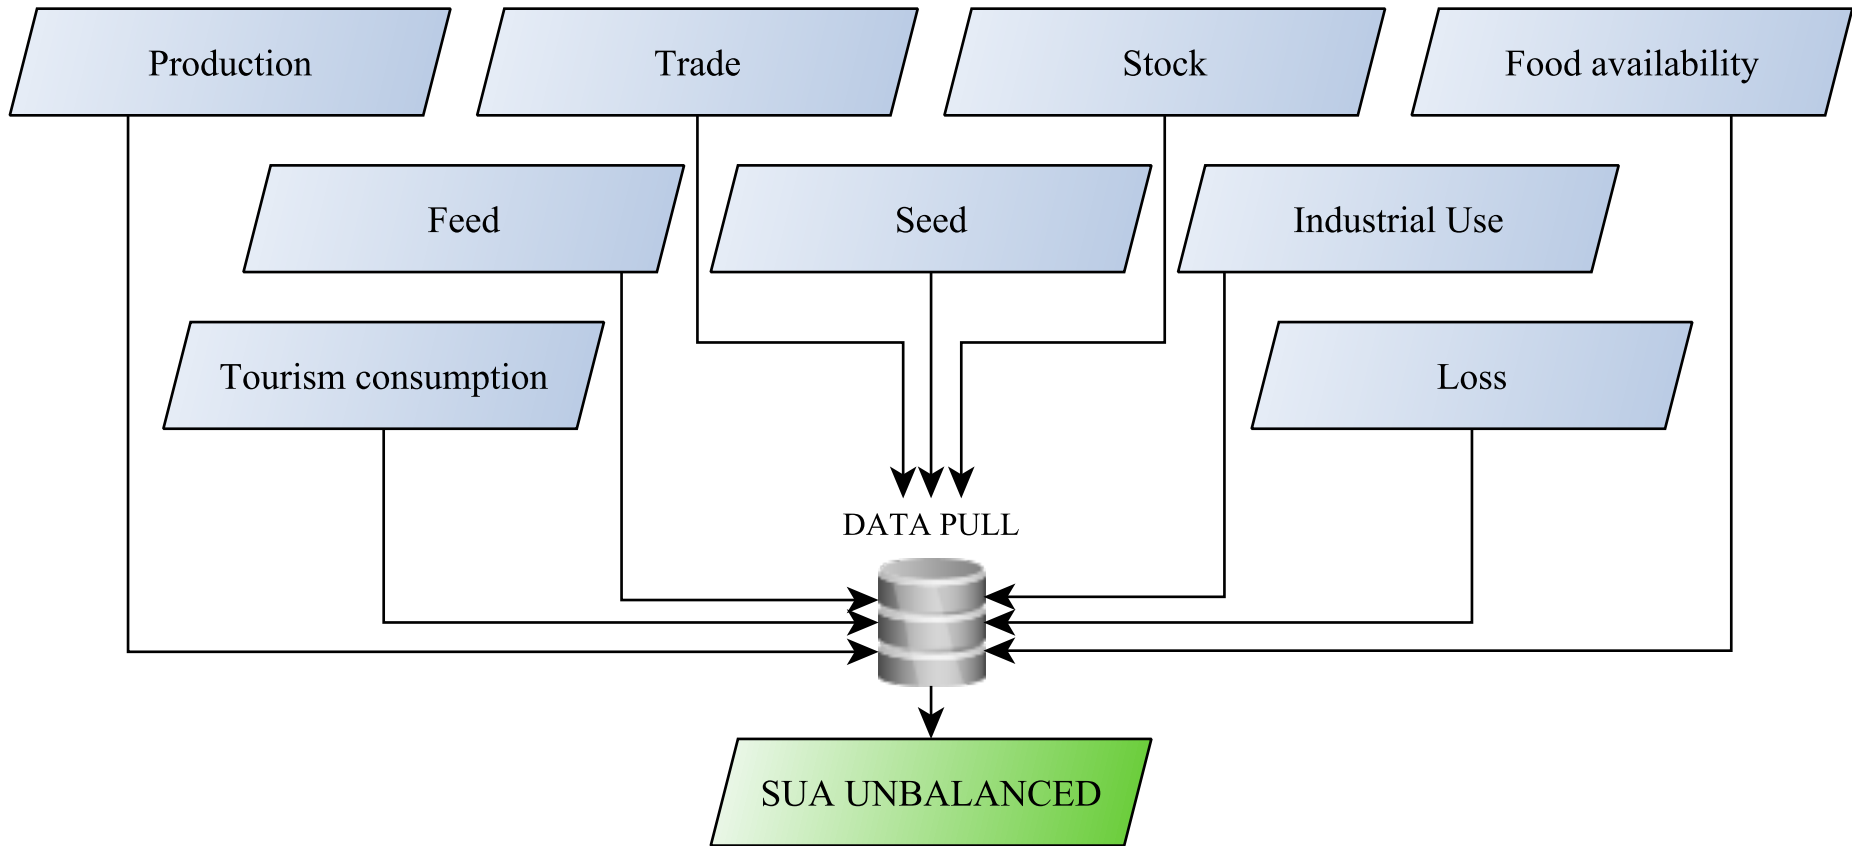 Production
Trade
Stock
Food availability
Feed
Seed
Industrial Use
Tourism consumption
Loss
DATA PULL
SUA UNBALANCED